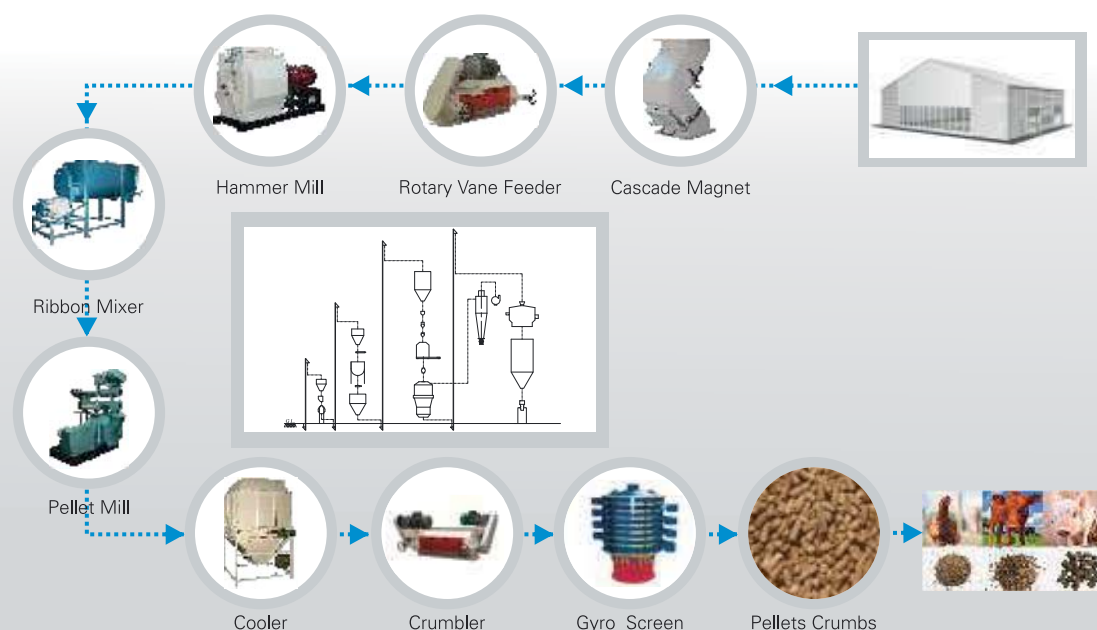 Hammer Mill
Rotary Vane Feeder
Cascade Magnet
Ribbon Mixer
Pellet Mill
Cooler
Crumbler
Gyro Screen
Pellets Crumbs